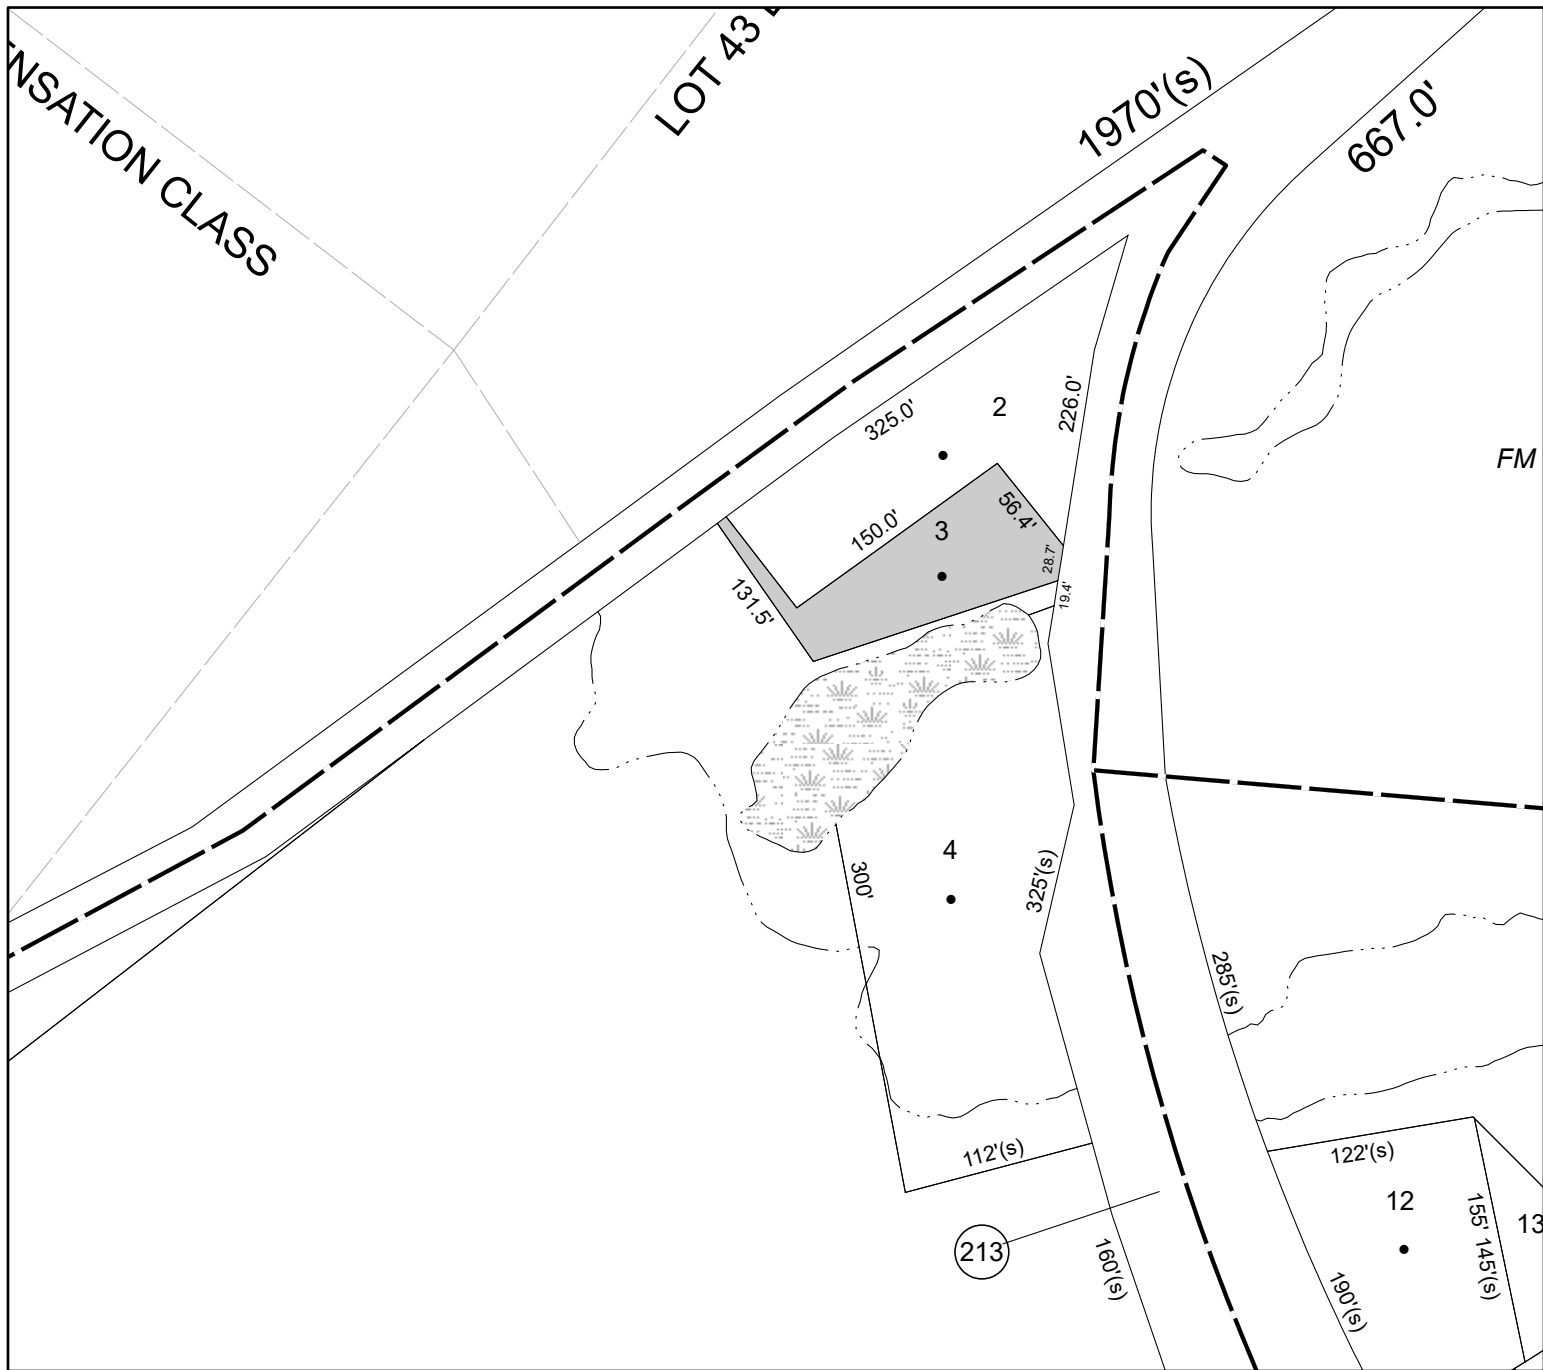 NSATION CLASS
LOT 43
1970'(s)
667.0'
325.0'
2
226.0'
FM
150.0'
3
56.4'
28.7'
19.4'
131.5'
4
300'
325'(s)
285'(s)
112'(s)
122'(s)
12
13
155'
145'(s)
213
160'(s)
190'(s)